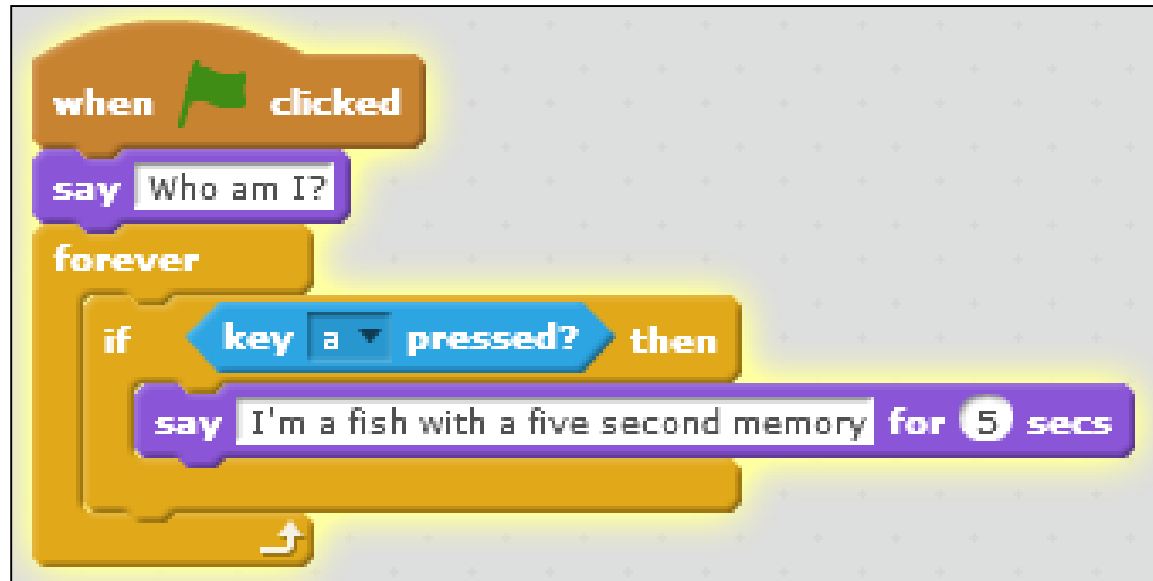 when clicked
say Who am I?
forever
if key a pressed? then
say I'm a fish with a five second memory for 5 secs